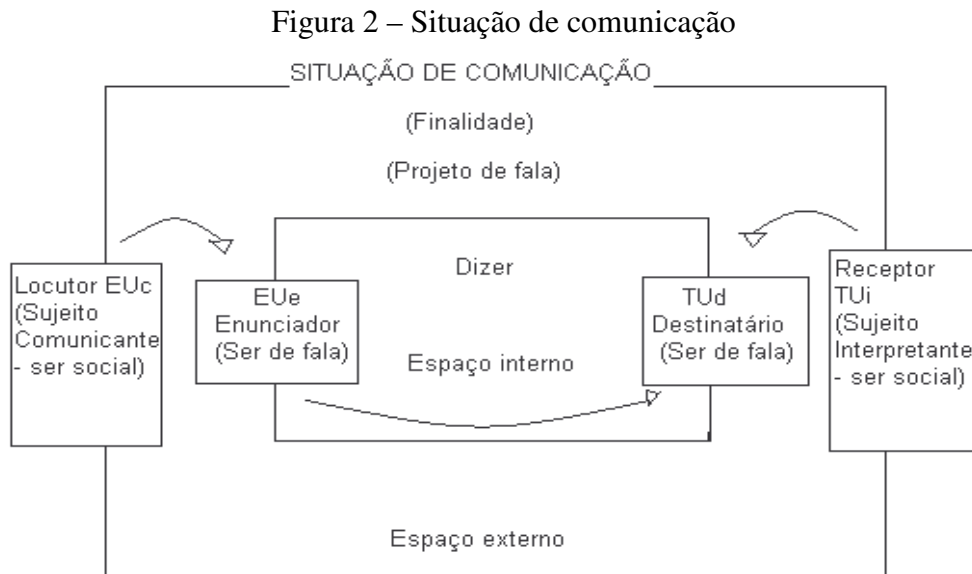 Figura 2 – Situação de comunicação
SITUAÇÃO DE COMUNICAÇÃO
(Finalidade)
(Projeto de fala)
Locutor EUc
(Sujeito
Comunicante
- ser social)
EUe
Enunciador
(Ser de fala)
Dizer
Espaço interno
TUd
Destinatário
(Ser de fala)
Receptor
TUi
(Sujeito
Interpretante
- ser social)
Espaço externo